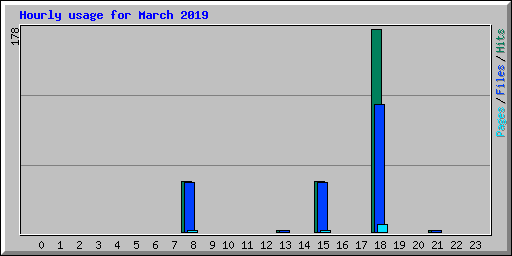 Hourly usage for March 2019
178
Pages/Files/Hits
0 1 2 3 4 5 6 7 8 9 10 11 12 13 14 15 16 17 18 19 20 21 22 23